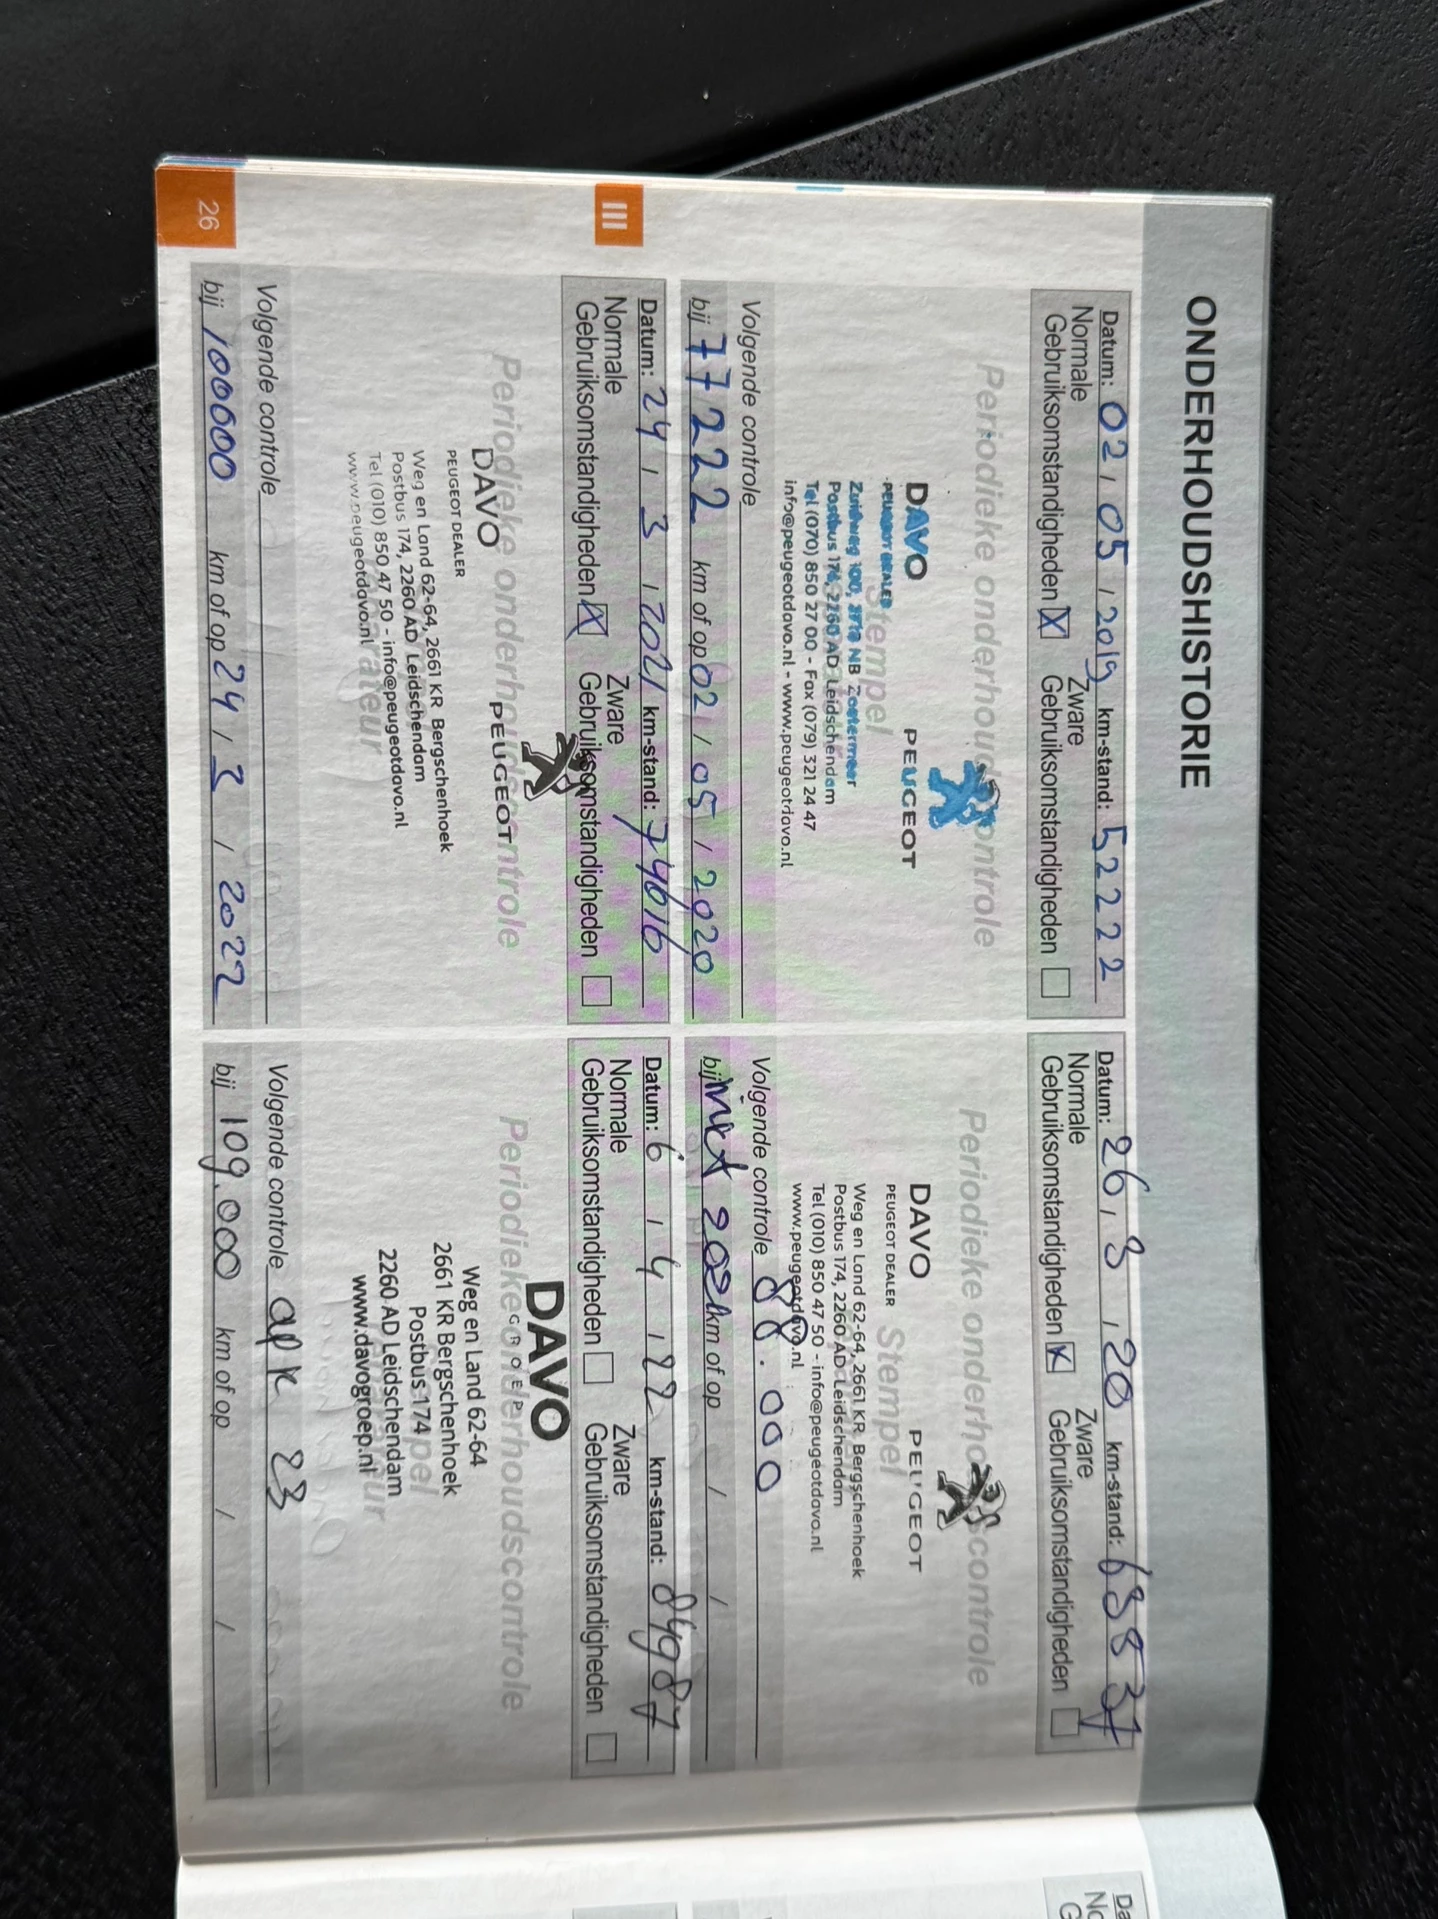 ONDERHOUDSHISTORIE
Datum: 02 / 05 / 2019 km-stand: 52222
Normale Zware
Gebruiksomstandigheden X Gebruiksomstandigheden
Periodieke onderhoudscontrole
DAVO PEUGEOT
PEUGEOT DEALER
Stempel
Zuidweg 100, NB Zoetermeer
Postbus 174, 2260 AD Leidschendam
Tel (070) 850 27 00 - Fax (079) 321 24 47
info@peugeotdavo.nl - www.peugeotdavo.nl
Volgende controle
bij 77222 km of op 02 / 05 / 2020
Datum: 26 / 3 / 20 km-stand:
Normale Zware
Gebruiksomstandigheden X Gebruiksomstandigheden
Periodieke onderhoudscontrole
DAVO PEUGEOT
PEUGEOT DEALER
Stempel
Weg en Land 62-64, 2661 KR Bergschenhoek
Postbus 174, 2260 AD Leidschendam
Tel (010) 850 47 50 - info@peugeotdavo.nl
www.peugeotdavo.nl
Volgende controle 88.000
bij mrt 2021 km of op / /
III
Datum: 24 / 3 / 2021 km-stand: 74616
Normale Zware
Gebruiksomstandigheden X Gebruiksomstandigheden
Periodieke onderhoudscontrole
DAVO PEUGEOT
PEUGEOT DEALER
Weg en Land 62-64, 2661 KR Bergschenhoek
Postbus 174, 2260 AD Leidschendam
Tel (010) 850 47 50 - info@peugeotdavo.nl
www.peugeotdavo.nl
Volgende controle
bij 100000 km of op 24 / 3 / 2022
Datum: 6 / 4 / 22 km-stand: 84987
Normale Zware
Gebruiksomstandigheden Gebruiksomstandigheden
Periodieke onderhoudscontrole
DAVO
GROEP
Weg en Land 62-64
2661 KR Bergschenhoek
Postbus 174
2260 AD Leidschendam
www.davogroep.nl
Volgende controle apk 23
bij 109.000 km of op / /
26